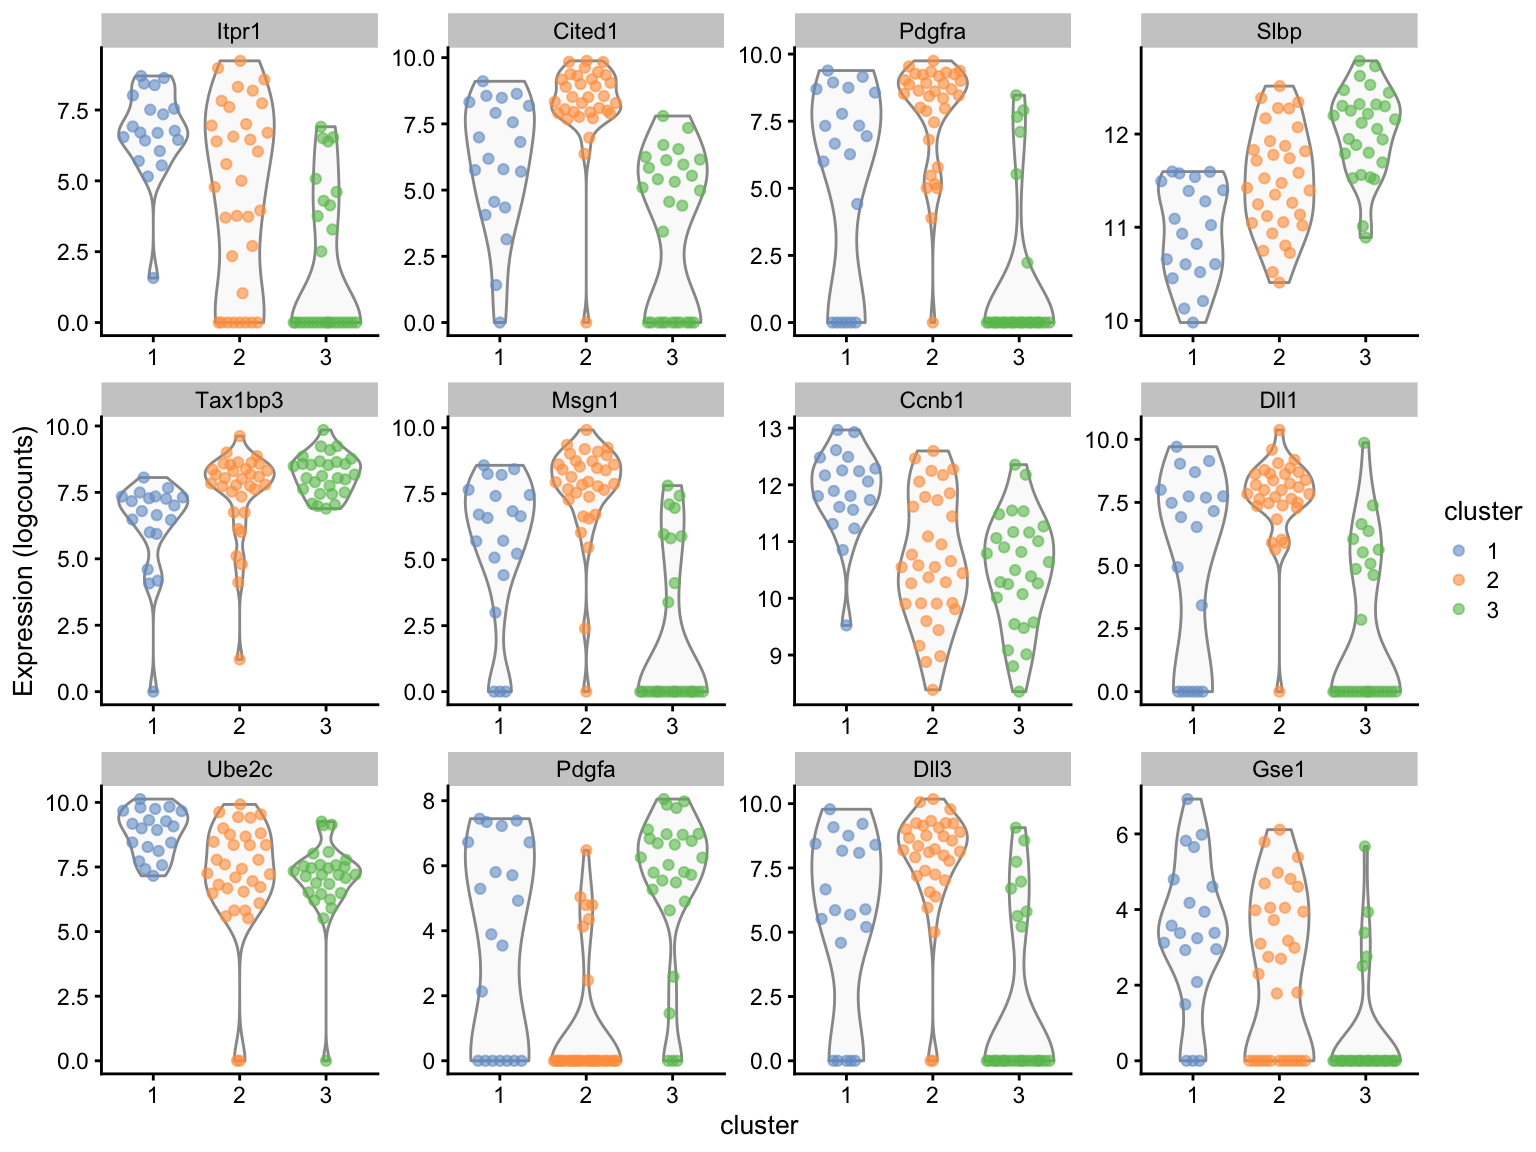 Itpr1 Cited1 Pdgfra Slbp
7.5 5.0 2.5 0.0
10.0 7.5 5.0 2.5 0.0
10.0 7.5 5.0 2.5 0.0
12 11 10
1 2 3 1 2 3 1 2 3 1 2 3
Tax1bp3 Msgn1 Ccnb1 Dll1
10.0 7.5 5.0 2.5 0.0
10.0 7.5 5.0 2.5 0.0
13 12 11 10 9
10.0 7.5 5.0 2.5 0.0
1 2 3 1 2 3 1 2 3 1 2 3
Ube2c Pdgfa Dll3 Gse1
10.0 7.5 5.0 2.5 0.0
8 6 4 2 0
10.0 7.5 5.0 2.5 0.0
6 4 2 0
1 2 3 1 2 3 1 2 3 1 2 3
Expression (logcounts)
cluster
cluster
1
2
3